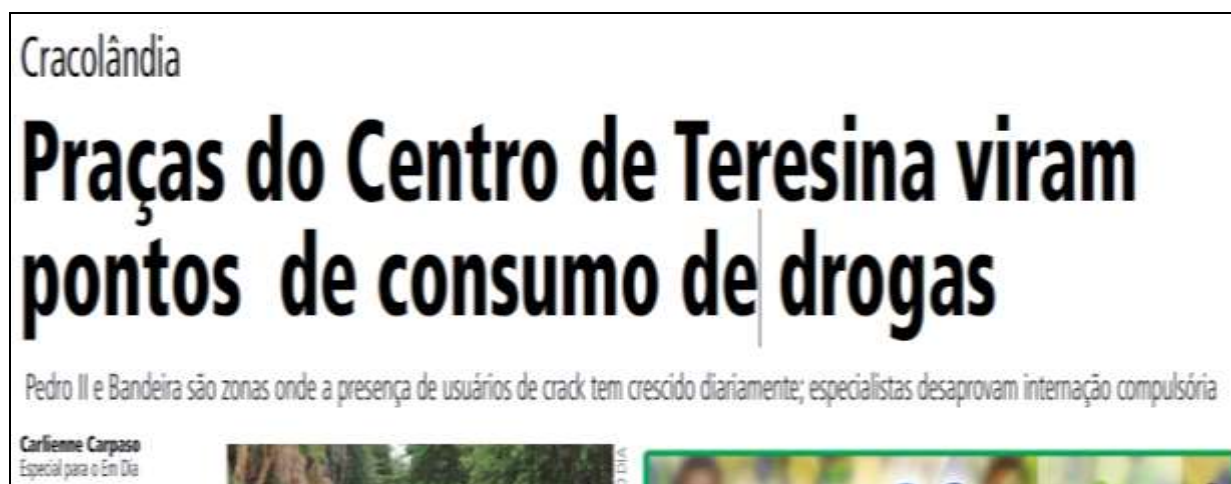 Cracolândia
Praças do Centro de Teresina viram
pontos de consumo de drogas
Pedro II e Bandeira são zonas onde a presença de usuários de crack tem crescido diariamente; especialistas desaprovam internação compulsória
Carlienne Carpaso
Especial para o Em Dia